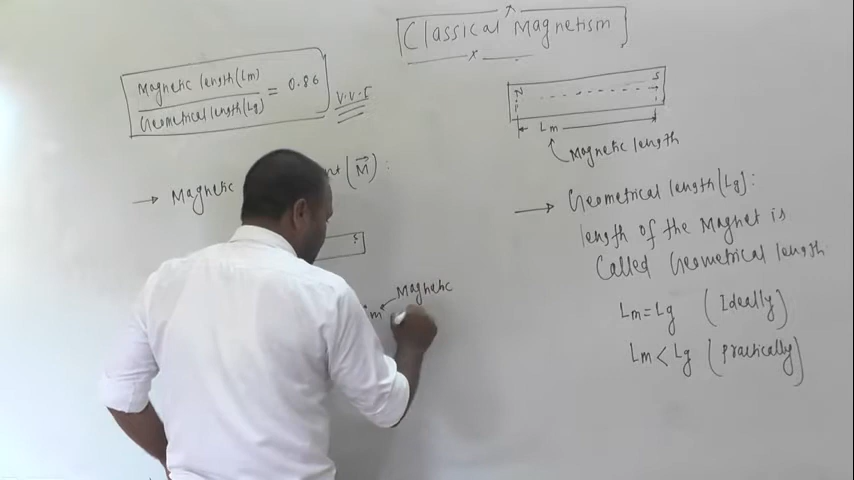 Classical Magnetism
Magnetic length(Lm)
Geometrical length(Lg)
= 0.86
V.V.I
→ Magnetic
nt (M⃗) :
S
m
Magnetic
N
S
Lm
Magnetic length
→ Geometrical length(Lg):
length of the Magnet is
Called Geometrical length
Lm = Lg (Ideally)
Lm < Lg (Practically)